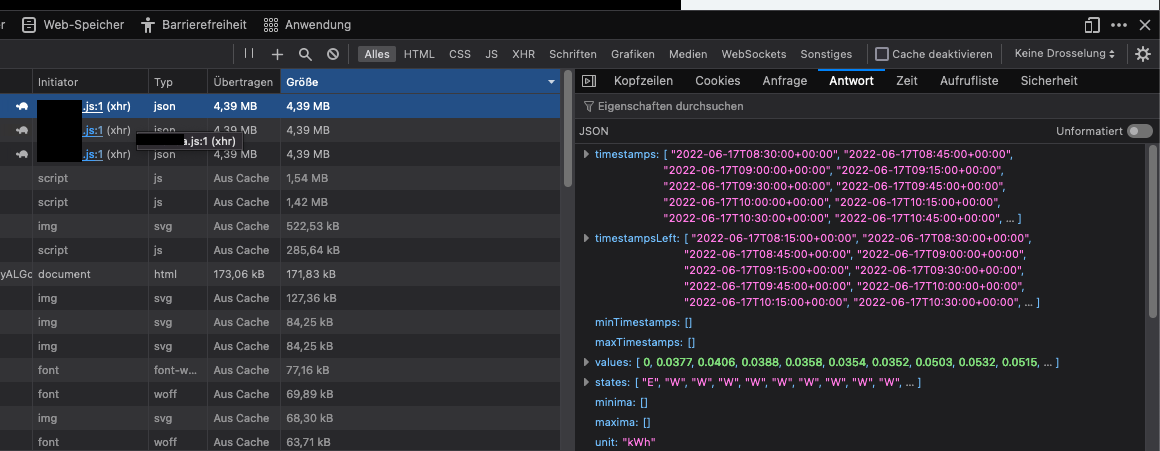 r Web-Speicher Barrierefreiheit Anwendung
Alles HTML CSS JS XHR Schriften Grafiken Medien WebSockets Sonstiges Cache deaktivieren Keine Drosselung
Initiator Typ Übertragen Größe
.js:1 (xhr) json 4,39 MB 4,39 MB
.js:1 (xhr) json 4,39 MB 4,39 MB
a.js:1 (xhr)
.js:1 (xhr) json 4,39 MB 4,39 MB
script js Aus Cache 1,54 MB
script js Aus Cache 1,42 MB
img svg Aus Cache 522,53 kB
script js Aus Cache 285,64 kB
yALGc document html 173,06 kB 171,83 kB
img svg Aus Cache 127,36 kB
img svg Aus Cache 84,25 kB
img svg Aus Cache 84,25 kB
font font-w... Aus Cache 77,16 kB
font woff Aus Cache 69,89 kB
img svg Aus Cache 68,30 kB
font woff Aus Cache 63,71 kB
Kopfzeilen Cookies Anfrage Antwort Zeit Aufrufliste Sicherheit
Eigenschaften durchsuchen
JSON Unformatiert
timestamps: [ "2022-06-17T08:30:00+00:00", "2022-06-17T08:45:00+00:00",
"2022-06-17T09:00:00+00:00", "2022-06-17T09:15:00+00:00",
"2022-06-17T09:30:00+00:00", "2022-06-17T09:45:00+00:00",
"2022-06-17T10:00:00+00:00", "2022-06-17T10:15:00+00:00",
"2022-06-17T10:30:00+00:00", "2022-06-17T10:45:00+00:00", … ]
timestampsLeft: [ "2022-06-17T08:15:00+00:00", "2022-06-17T08:30:00+00:00",
"2022-06-17T08:45:00+00:00", "2022-06-17T09:00:00+00:00",
"2022-06-17T09:15:00+00:00", "2022-06-17T09:30:00+00:00",
"2022-06-17T09:45:00+00:00", "2022-06-17T10:00:00+00:00",
"2022-06-17T10:15:00+00:00", "2022-06-17T10:30:00+00:00", … ]
minTimestamps: []
maxTimestamps: []
values: [ 0, 0.0377, 0.0406, 0.0388, 0.0358, 0.0354, 0.0352, 0.0503, 0.0532, 0.0515, … ]
states: [ "E", "W", "W", "W", "W", "W", "W", "W", "W", "W", … ]
minima: []
maxima: []
unit: "kWh"